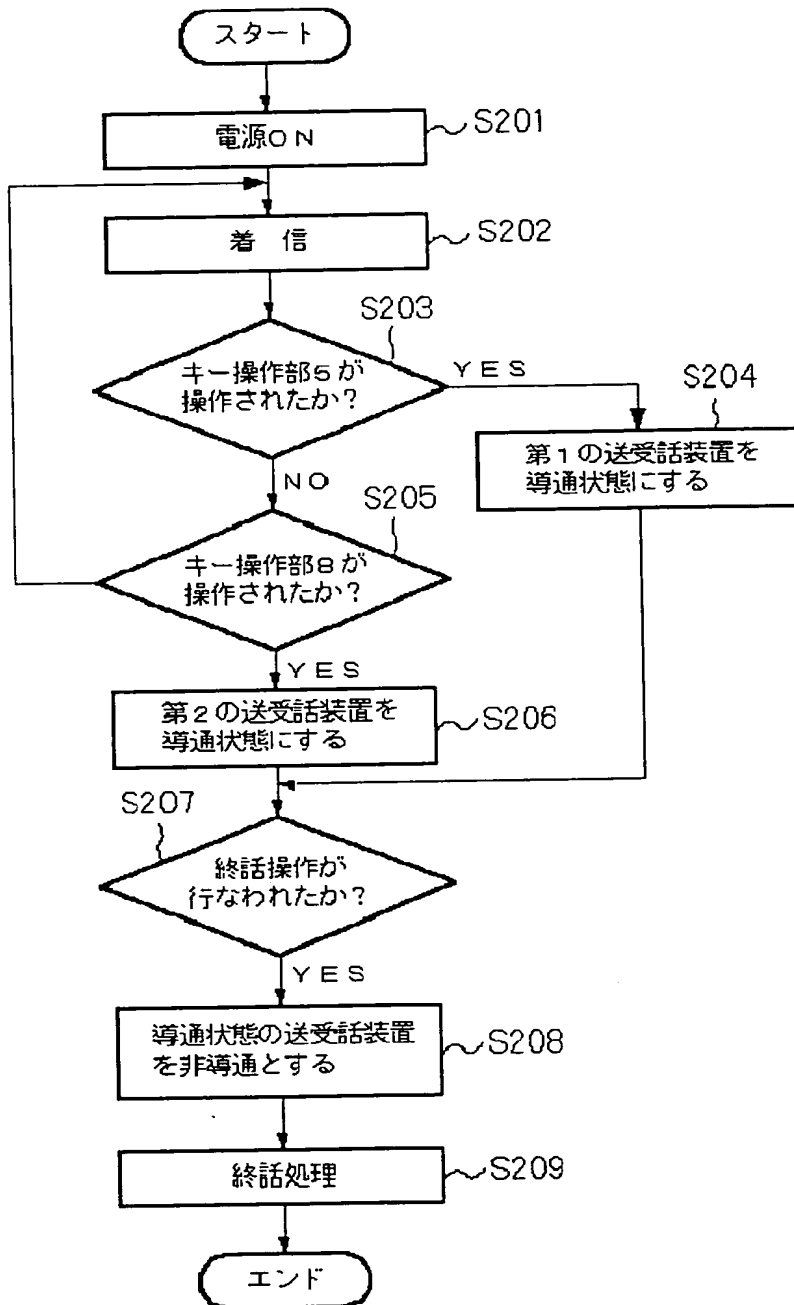 スタート
電源ON
S201
着 信
S202
S203
キー操作部5が
操作されたか?
YES
S204
第1の送受話装置を
導通状態にする
NO
S205
キー操作部8が
操作されたか?
YES
第2の送受話装置を
導通状態にする
S206
S207
終話操作が
行なわれたか?
YES
導通状態の送受話装置
を非導通とする
S208
終話処理
S209
エンド